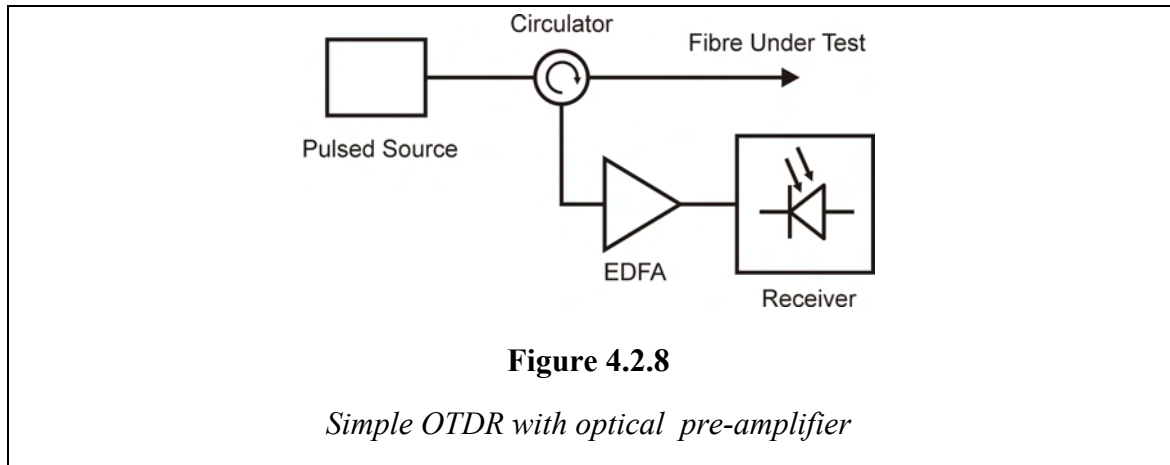 Circulator
Fibre Under Test
Pulsed Source
EDFA
Receiver
Figure 4.2.8
Simple OTDR with optical pre-amplifier